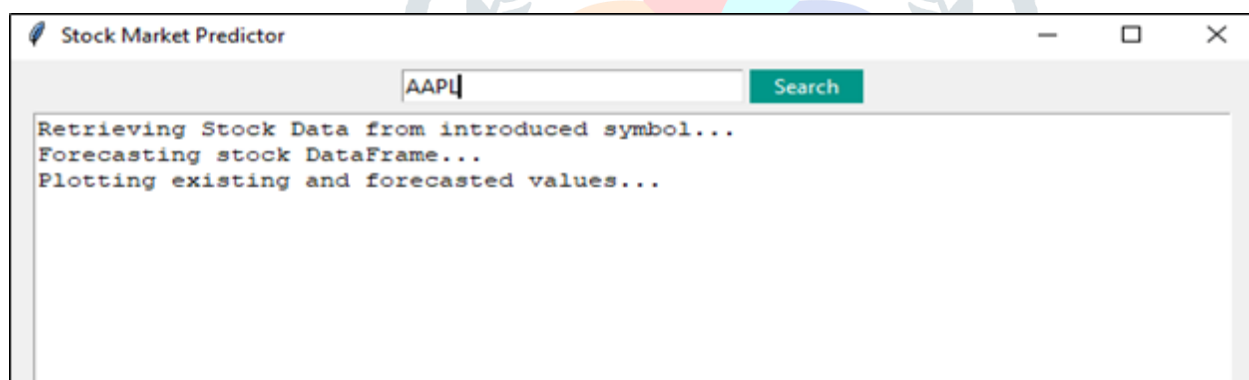 Stock Market Predictor
AAPL
Search
Retrieving Stock Data from introduced symbol...
Forecasting stock DataFrame...
Plotting existing and forecasted values...